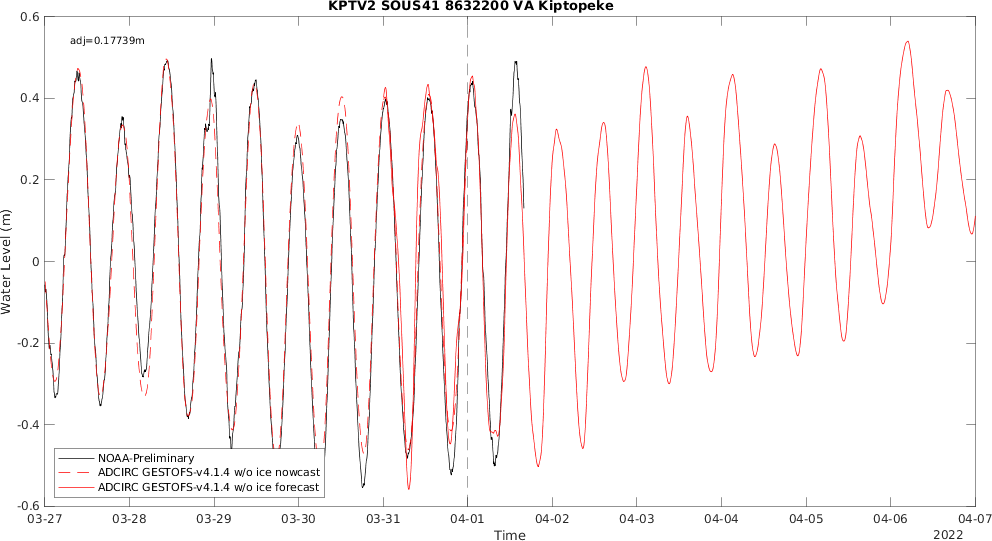 KPTV2 SOUS41 8632200 VA Kiptopeke
adj=0.17739m
0.6
0.4
0.2
0
-0.2
-0.4
-0.6
Water Level (m)
NOAA-Preliminary
ADCIRC GESTOFS-v4.1.4 w/o ice nowcast
ADCIRC GESTOFS-v4.1.4 w/o ice forecast
03-27 03-28 03-29 03-30 03-31 04-01 04-02 04-03 04-04 04-05 04-06 04-07
Time
2022